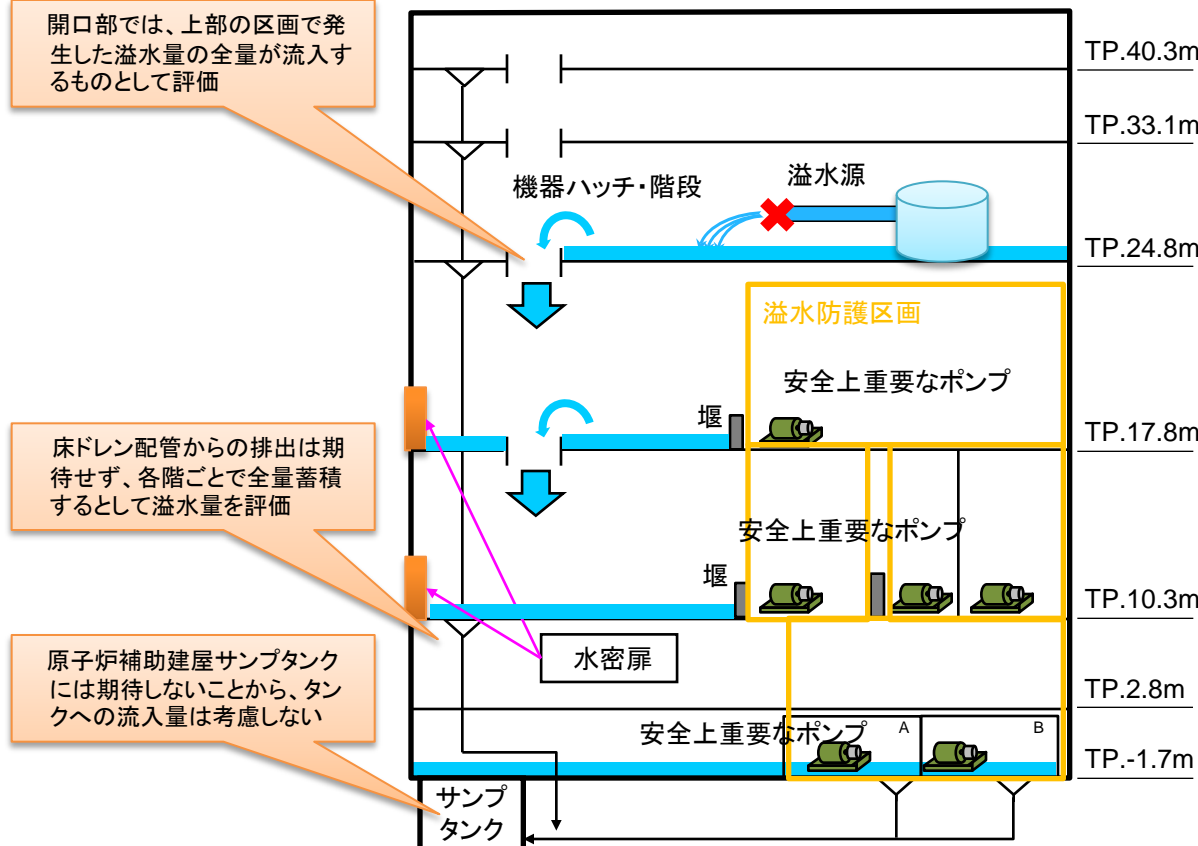 開口部では、上部の区画で発
生した溢水量の全量が流入す
るものとして評価
TP.40.3m
TP.33.1m
機器ハッチ・階段
溢水源
TP.24.8m
溢水防護区画
安全上重要なポンプ
堰
TP.17.8m
床ドレン配管からの排出は期
待せず、各階ごとで全量蓄積
するとして溢水量を評価
安全上重要なポンプ
堰
TP.10.3m
水密扉
原子炉補助建屋サンプタンク
には期待しないことから、タン
クへの流入量は考慮しない
TP.2.8m
安全上重要なポンプ
A
B
TP.-1.7m
サンプ
タンク